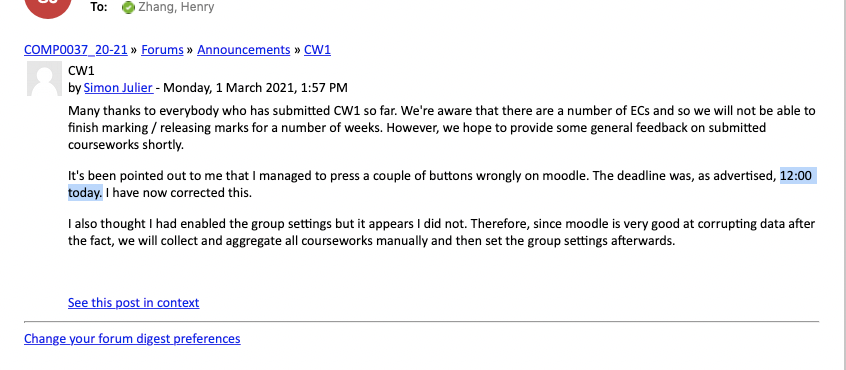 To: Zhang, Henry
COMP0037_20-21 » Forums » Announcements » CW1
CW1
by Simon Julier - Monday, 1 March 2021, 1:57 PM
Many thanks to everybody who has submitted CW1 so far. We're aware that there are a number of ECs and so we will not be able to
finish marking / releasing marks for a number of weeks. However, we hope to provide some general feedback on submitted
courseworks shortly.
It's been pointed out to me that I managed to press a couple of buttons wrongly on moodle. The deadline was, as advertised, 12:00
today. I have now corrected this.
I also thought I had enabled the group settings but it appears I did not. Therefore, since moodle is very good at corrupting data after
the fact, we will collect and aggregate all courseworks manually and then set the group settings afterwards.
See this post in context
Change your forum digest preferences